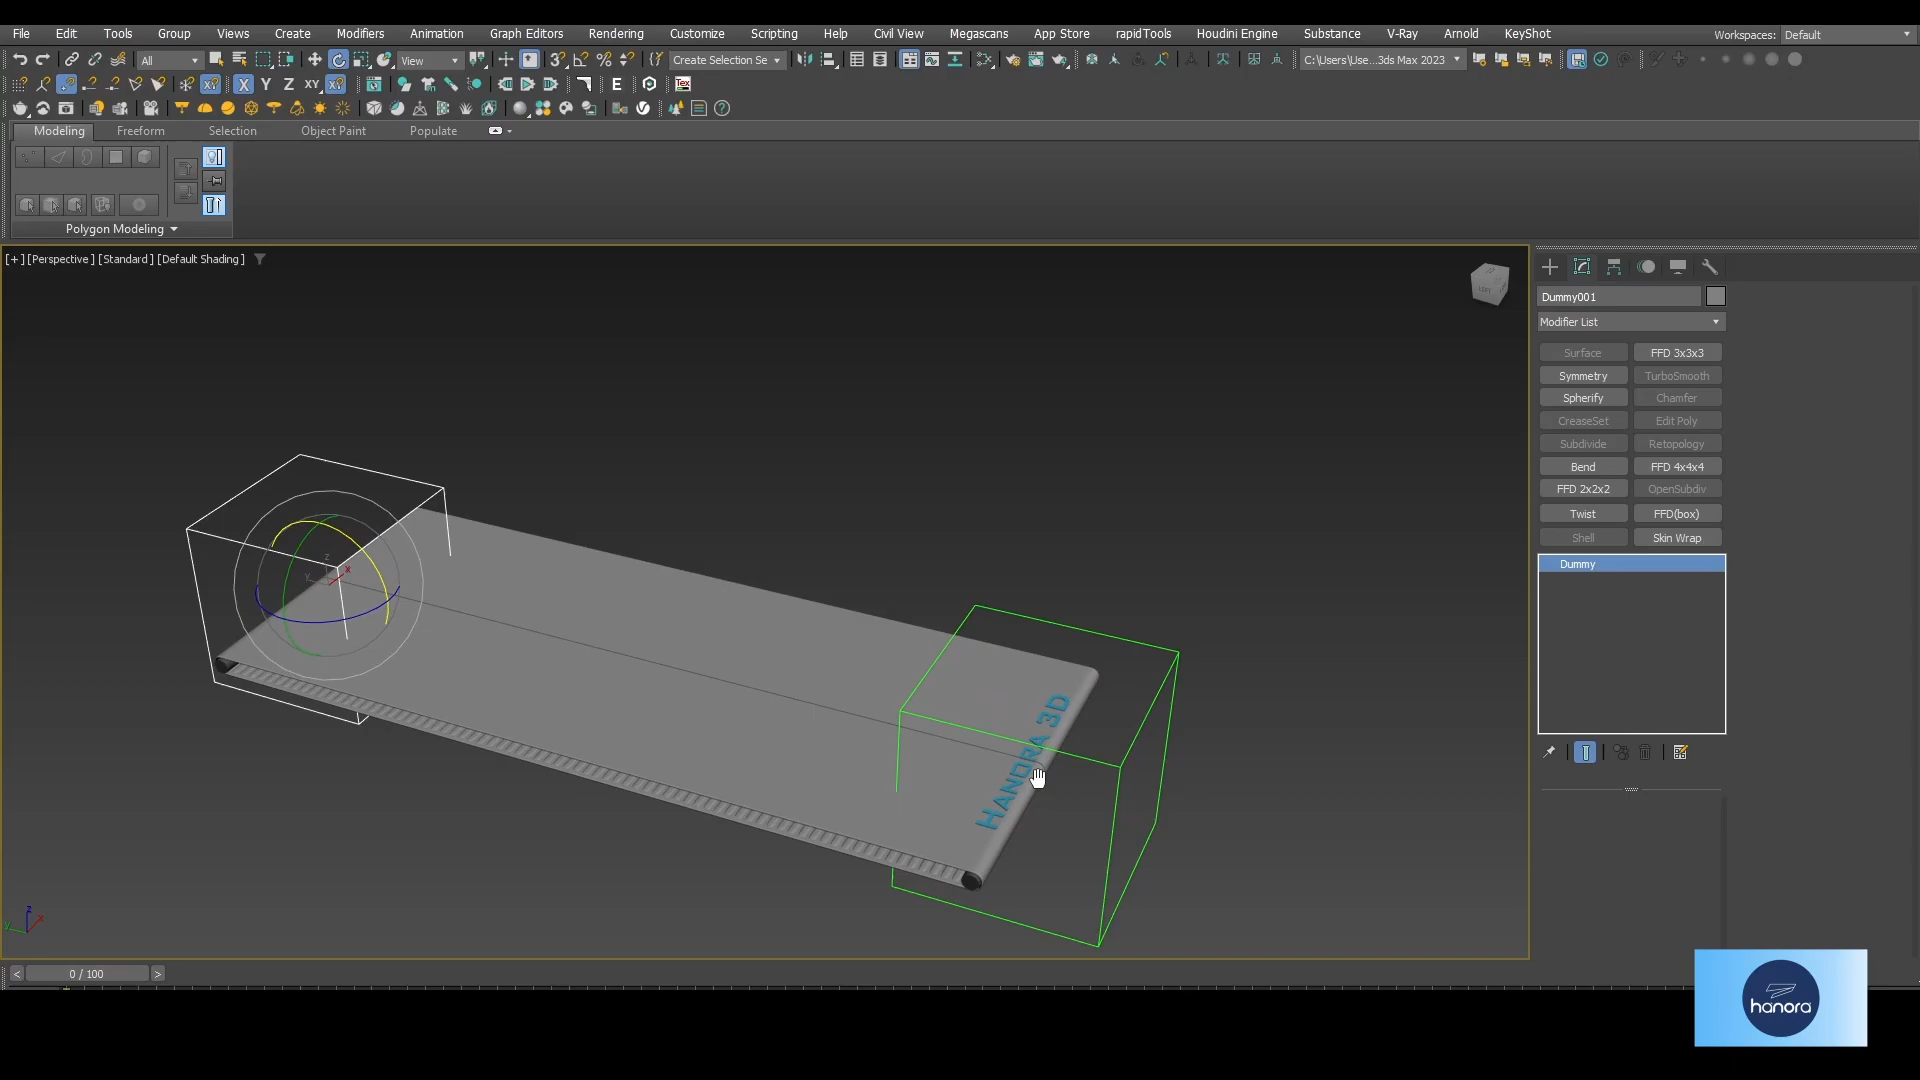 File Edit Tools Group Views Create Modifiers Animation Graph Editors Rendering Customize Scripting Help Civil View Megascans App Store rapidTools Houdini Engine Substance V-Ray Arnold KeyShot Workspaces: Default
All View Create Selection Se C:\Users\Use...3ds Max 2023
X Y Z XY E Tex
Modeling Freeform Selection Object Paint Populate
Polygon Modeling
[+] [Perspective] [Standard] [Default Shading]
Dummy001
Modifier List
Surface FFD 3x3x3
Symmetry TurboSmooth
Spherify Chamfer
CreaseSet Edit Poly
Subdivide Retopology
Bend FFD 4x4x4
FFD 2x2x2 OpenSubdiv
Twist FFD(box)
Shell Skin Wrap
Dummy
z
Y
x
HANORA 3D
z
x
y
< 0 / 100 >
hanora